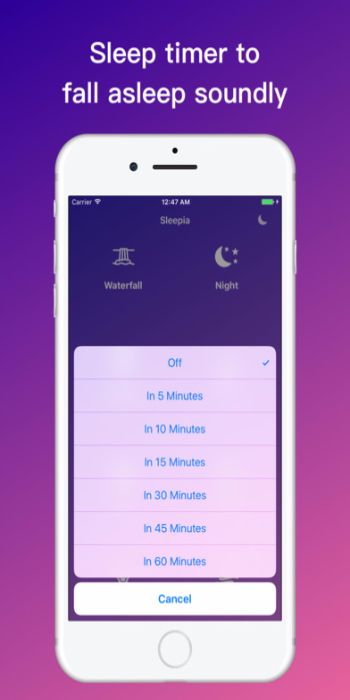 Sleep timer to
fall asleep soundly
Carrier 12:47 AM
Sleepia
Waterfall Night
Off
In 5 Minutes
In 10 Minutes
In 15 Minutes
In 30 Minutes
In 45 Minutes
In 60 Minutes
Cancel